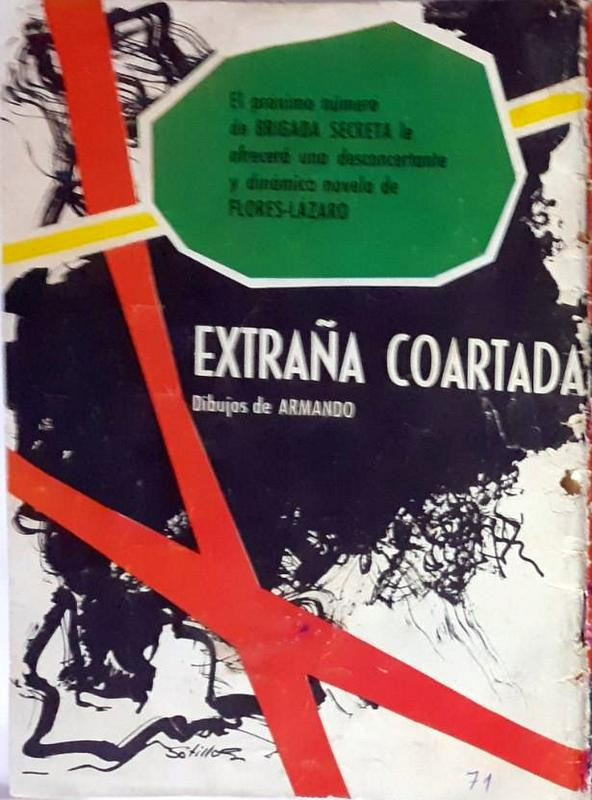 El próximo número
de BRIGADA SECRETA le
ofrecerá una desconcertante
y dinámica novela de
FLORES-LAZARO
EXTRAÑA COARTADA
Dibujos de ARMANDO
71